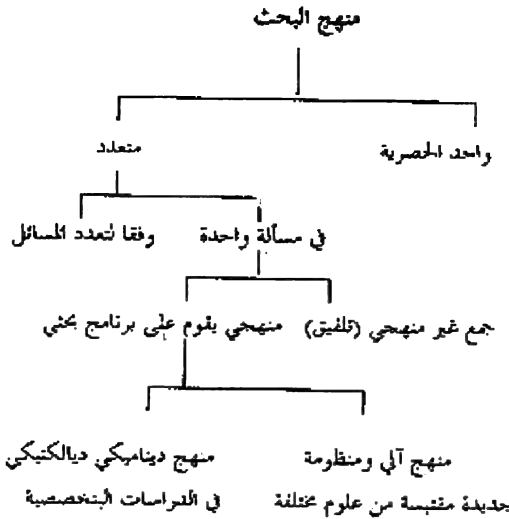 منهج البحث
واحد الحصرية
متعدد
في مسألة واحدة
وفقا لتعدد المسائل
جمع غير منهجي (تلفيق)
منهجي يقوم على برنامج بحثي
منهج آلي ومنظومة
جديدة مقتبسة من علوم مختلفة
منهج ديناميكي ديالكتيكي
في الدراسات البتخصصية